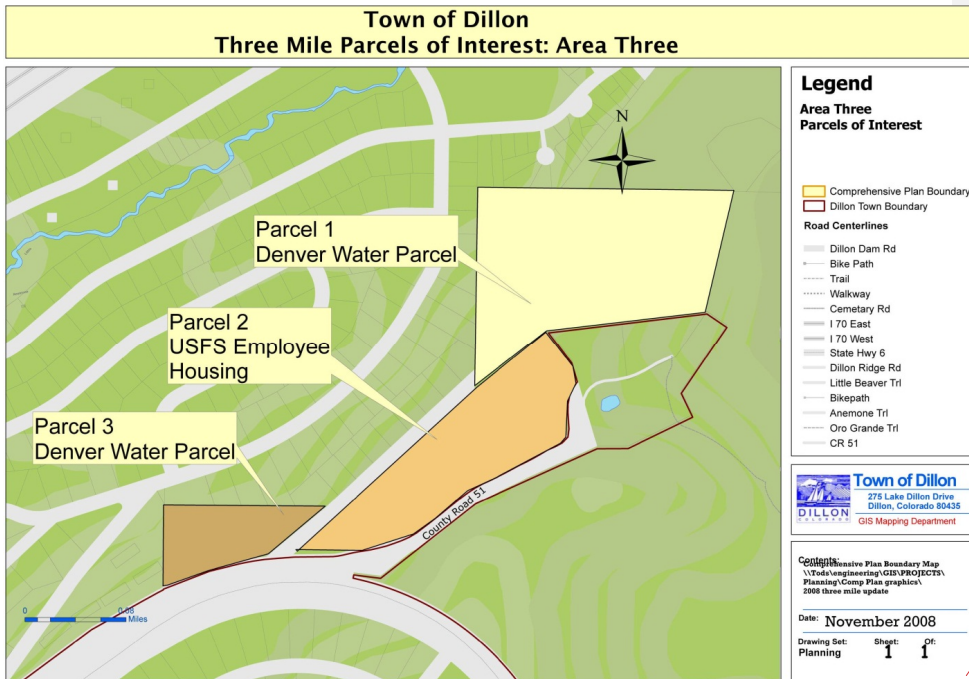 Town of Dillon
Three Mile Parcels of Interest: Area Three
N
Parcel 1
Denver Water Parcel
Parcel 2
USFS Employee
Housing
Parcel 3
Denver Water Parcel
County Road 51
0
0.08
Miles
Legend
Area Three
Parcels of Interest
Comprehensive Plan Boundary
Dillon Town Boundary
Road Centerlines
Dillon Dam Rd
Bike Path
Trail
Walkway
Cemetary Rd
I 70 East
I 70 West
State Hwy 6
Dillon Ridge Rd
Little Beaver Trl
Bikepath
Anemone Trl
Oro Grande Trl
CR 51
DILLON
COLORADO
Town of Dillon
275 Lake Dillon Drive
Dillon, Colorado 80435
GIS Mapping Department
Contents:
Comprehensive Plan Boundary Map
\\Tods\engineering\GIS\PROJECTS\
Planning\Comp Plan graphics\
2008 three mile update
Date: November 2008
Drawing Set: Sheet: Of:
Planning 1 1